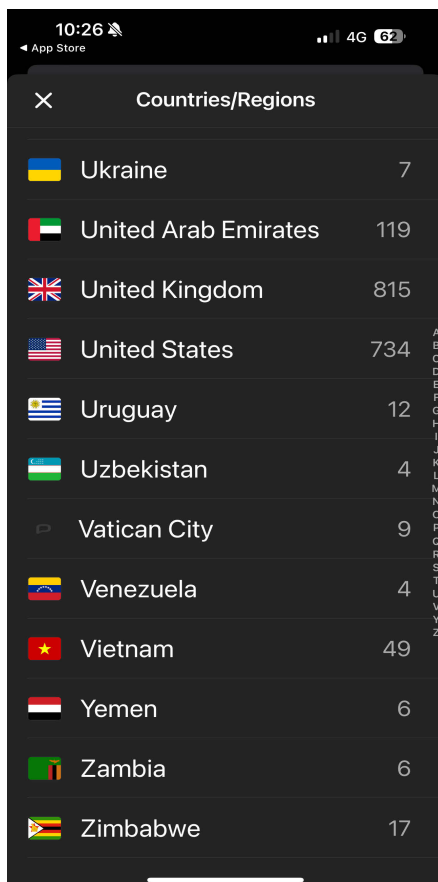 10:26
◀ App Store
4G 62
Countries/Regions
Ukraine 7
United Arab Emirates 119
United Kingdom 815
United States 734
Uruguay 12
Uzbekistan 4
Vatican City 9
Venezuela 4
Vietnam 49
Yemen 6
Zambia 6
Zimbabwe 17
A
B
C
D
E
F
G
H
I
J
K
L
M
N
O
P
Q
R
S
T
U
V
Y
Z